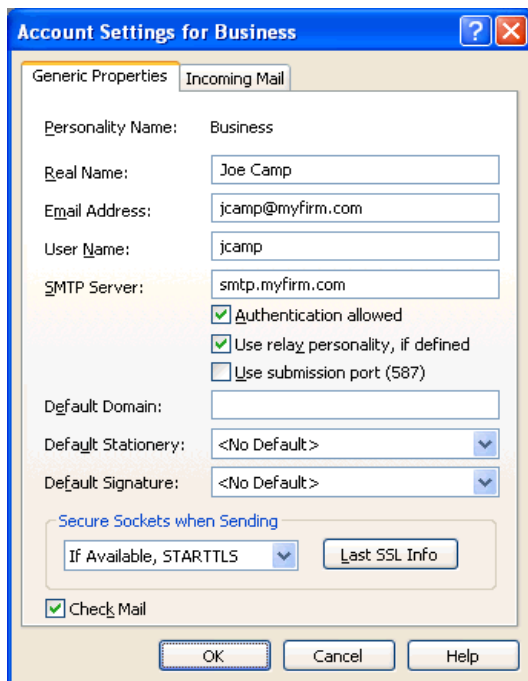 Account Settings for Business
Generic Properties Incoming Mail
Personality Name: Business
Real Name: Joe Camp
Email Address: jcamp@myfirm.com
User Name: jcamp
SMTP Server: smtp.myfirm.com
Authentication allowed
Use relay personality, if defined
Use submission port (587)
Default Domain:
Default Stationery: <No Default>
Default Signature: <No Default>
Secure Sockets when Sending
If Available, STARTTLS Last SSL Info
Check Mail
OK Cancel Help